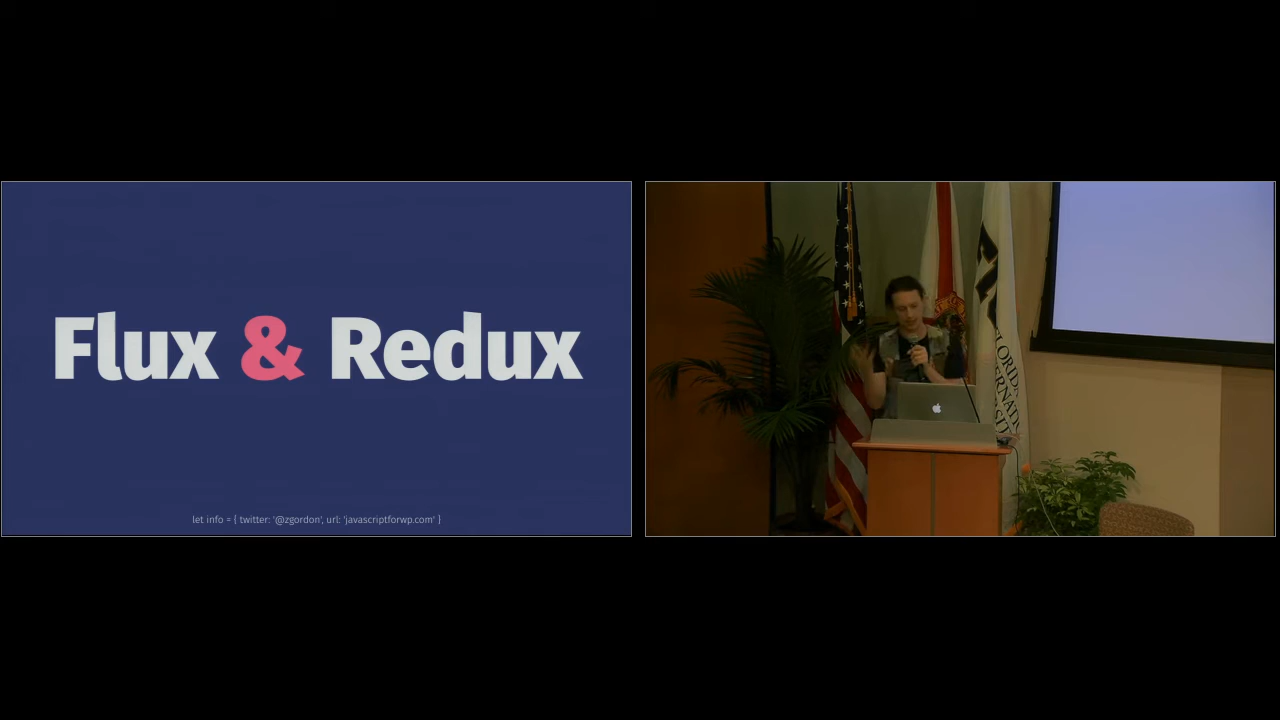 Flux & Redux
let info = { twitter: '@zgordon', url: 'javascriptforwp.com' }